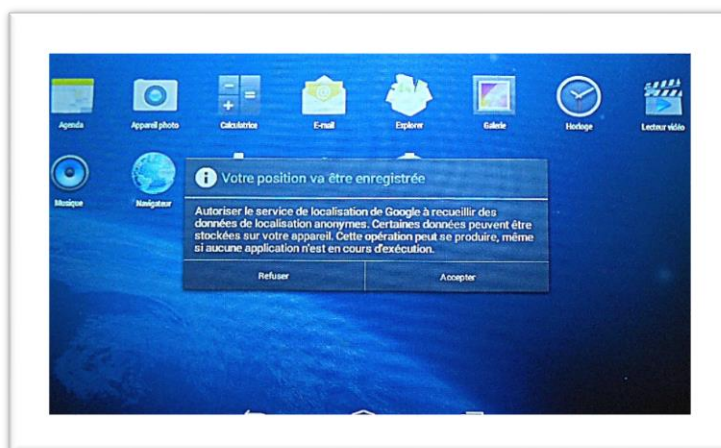 Agenda
Appareil photo
Calculatrice
E-mail
Explorer
Galerie
Horloge
Lecteur vidéo
Musique
Navigateur
Votre position va être enregistrée
Autoriser le service de localisation de Google à recueillir des
données de localisation anonymes. Certaines données peuvent être
stockées sur votre appareil. Cette opération peut se produire, même
si aucune application n'est en cours d'exécution.
Refuser
Accepter